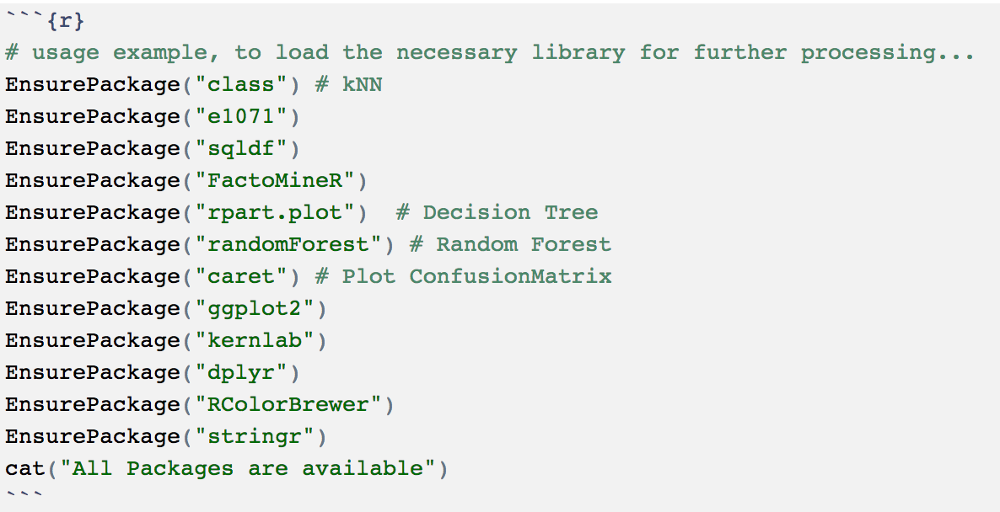 ```{r}
# usage example, to load the necessary library for further processing...
EnsurePackage("class") # kNN
EnsurePackage("e1071")
EnsurePackage("sqldf")
EnsurePackage("FactoMineR")
EnsurePackage("rpart.plot")  # Decision Tree
EnsurePackage("randomForest") # Random Forest
EnsurePackage("caret") # Plot ConfusionMatrix
EnsurePackage("ggplot2")
EnsurePackage("kernlab")
EnsurePackage("dplyr")
EnsurePackage("RColorBrewer")
EnsurePackage("stringr")
cat("All Packages are available")
```